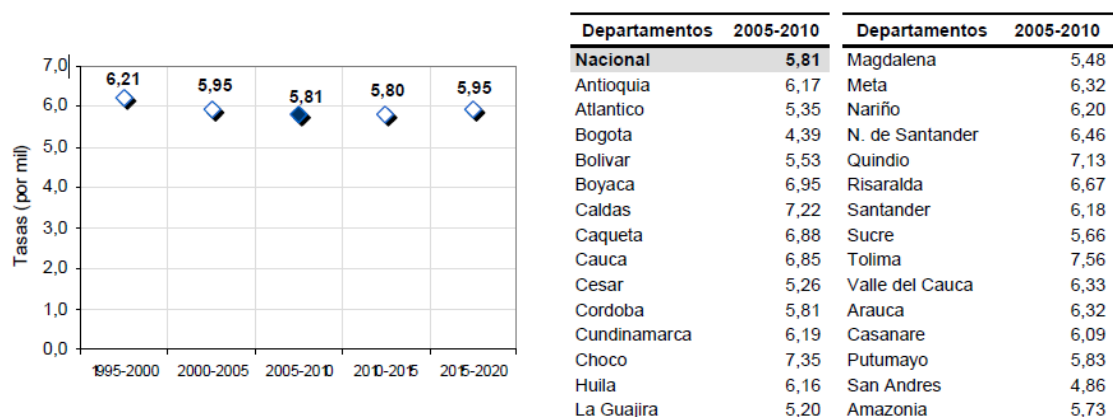 7,0
6,0
5,0
4,0
3,0
2,0
1,0
0,0
Tasas (por mil)
6,21
5,95
5,81
5,80
5,95
1995-2000 2000-2005 2005-2010 2010-2015 2015-2020
Departamentos 2005-2010 Departamentos 2005-2010
Nacional 5,81 Magdalena 5,48
Antioquia 6,17 Meta 6,32
Atlantico 5,35 Nariño 6,20
Bogota 4,39 N. de Santander 6,46
Bolivar 5,53 Quindio 7,13
Boyaca 6,95 Risaralda 6,67
Caldas 7,22 Santander 6,18
Caqueta 6,88 Sucre 5,66
Cauca 6,85 Tolima 7,56
Cesar 5,26 Valle del Cauca 6,33
Cordoba 5,81 Arauca 6,32
Cundinamarca 6,19 Casanare 6,09
Choco 7,35 Putumayo 5,83
Huila 6,16 San Andres 4,86
La Guajira 5,20 Amazonia 5,73